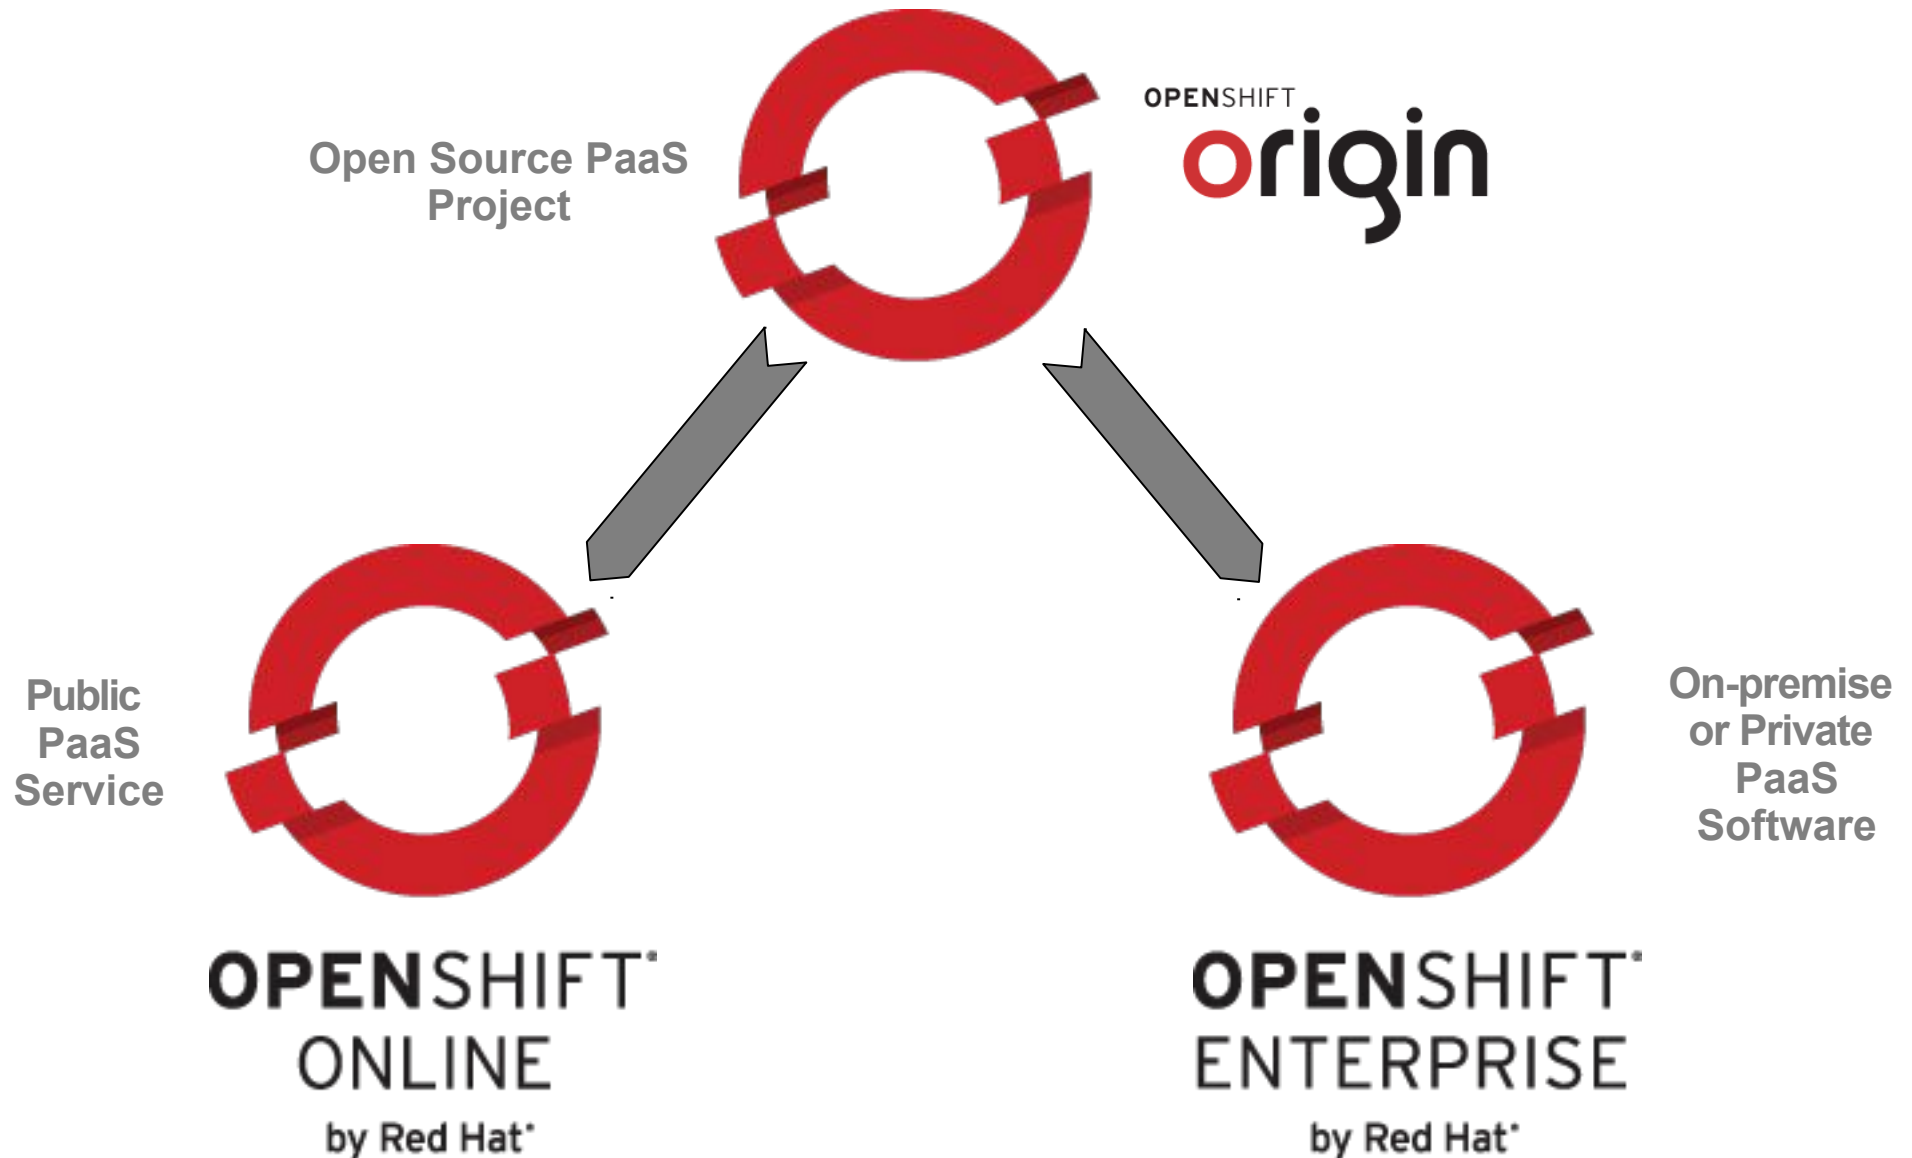 Open Source PaaS
Project
OPENSHIFT
origin
Public
PaaS
Service
On-premise
or Private
PaaS
Software
OPENSHIFT®
ONLINE
by Red Hat®
OPENSHIFT®
ENTERPRISE
by Red Hat®